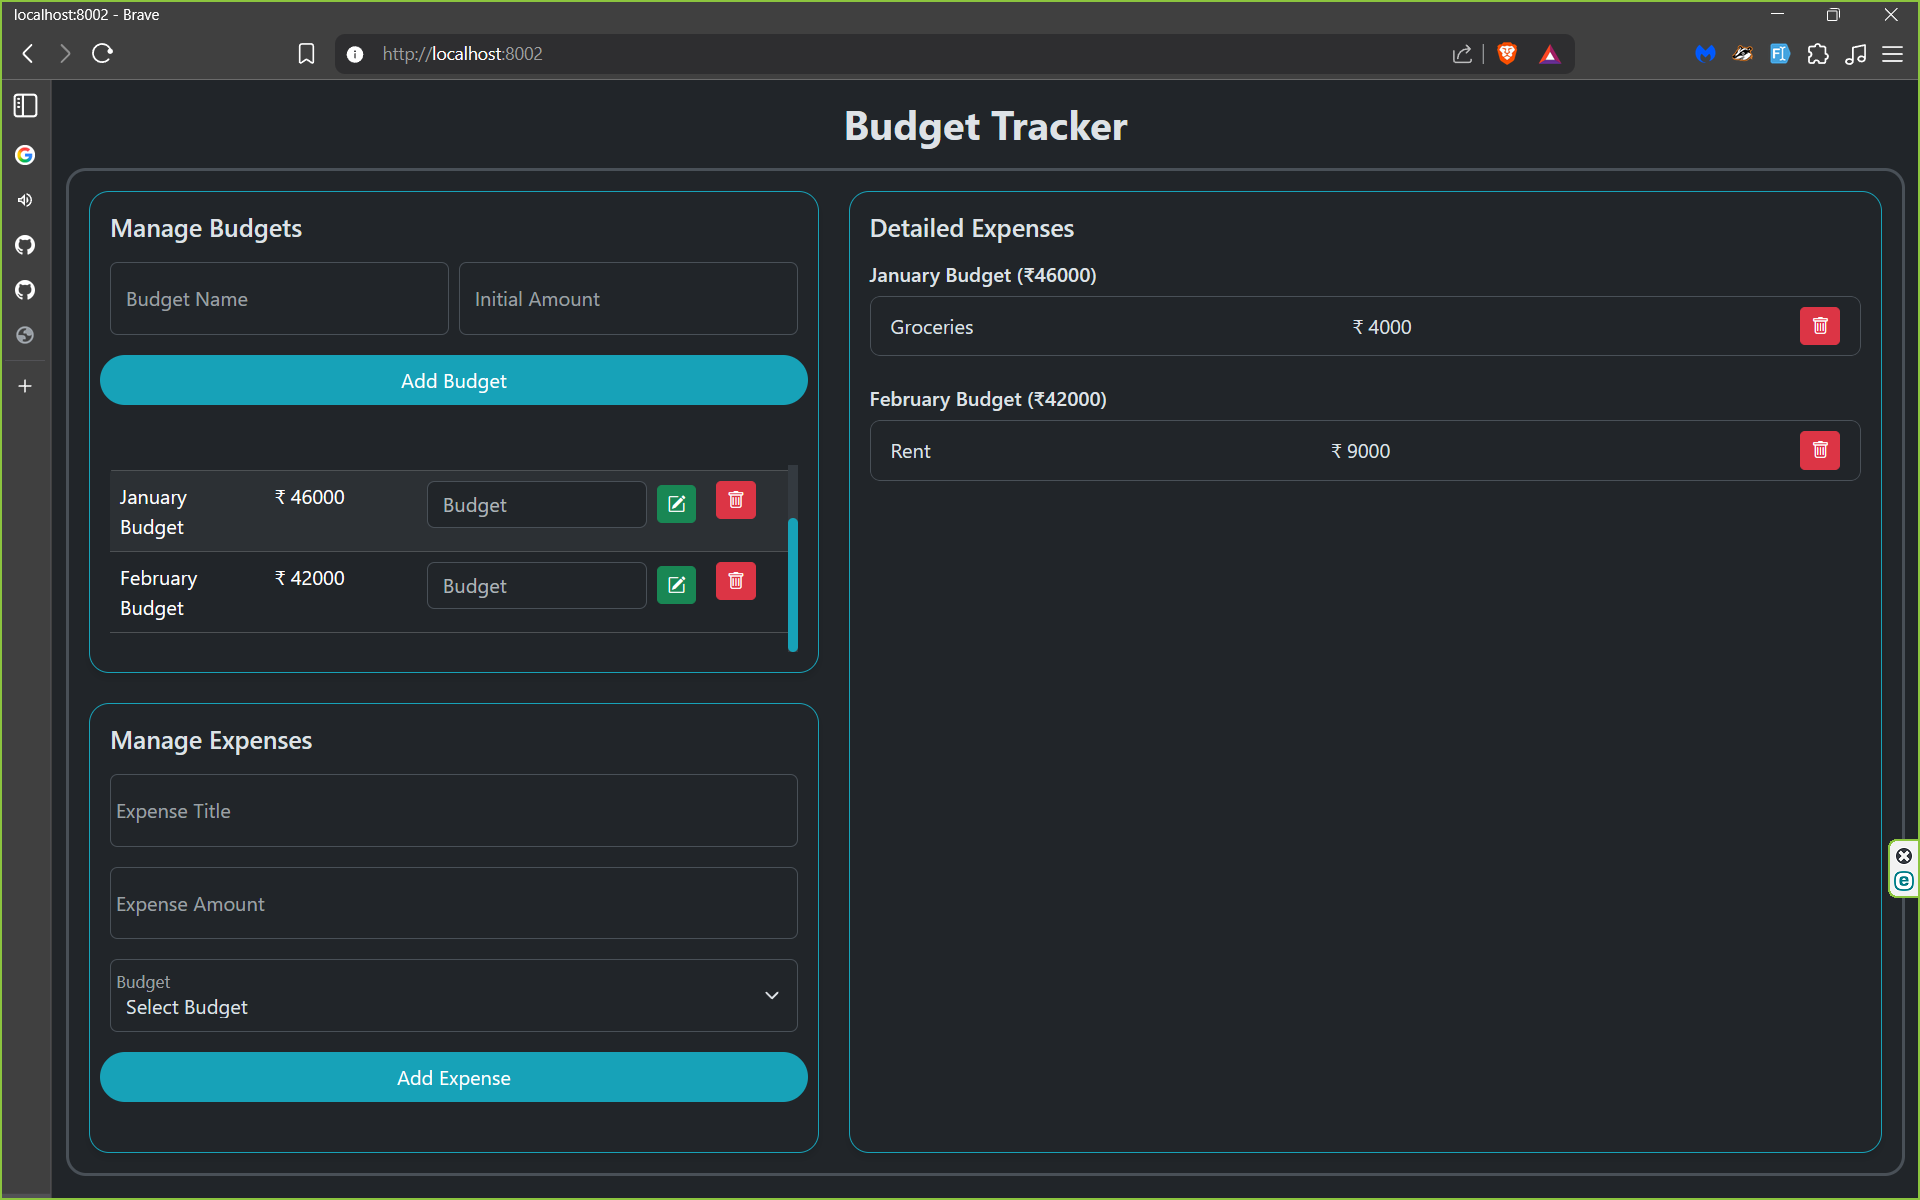 localhost:8002 - Brave
http://localhost:8002
Budget Tracker
Manage Budgets
Budget Name
Initial Amount
Add Budget
January Budget
₹ 46000
Budget
February Budget
₹ 42000
Budget
Manage Expenses
Expense Title
Expense Amount
Budget
Select Budget
Add Expense
Detailed Expenses
January Budget (₹46000)
Groceries
₹ 4000
February Budget (₹42000)
Rent
₹ 9000